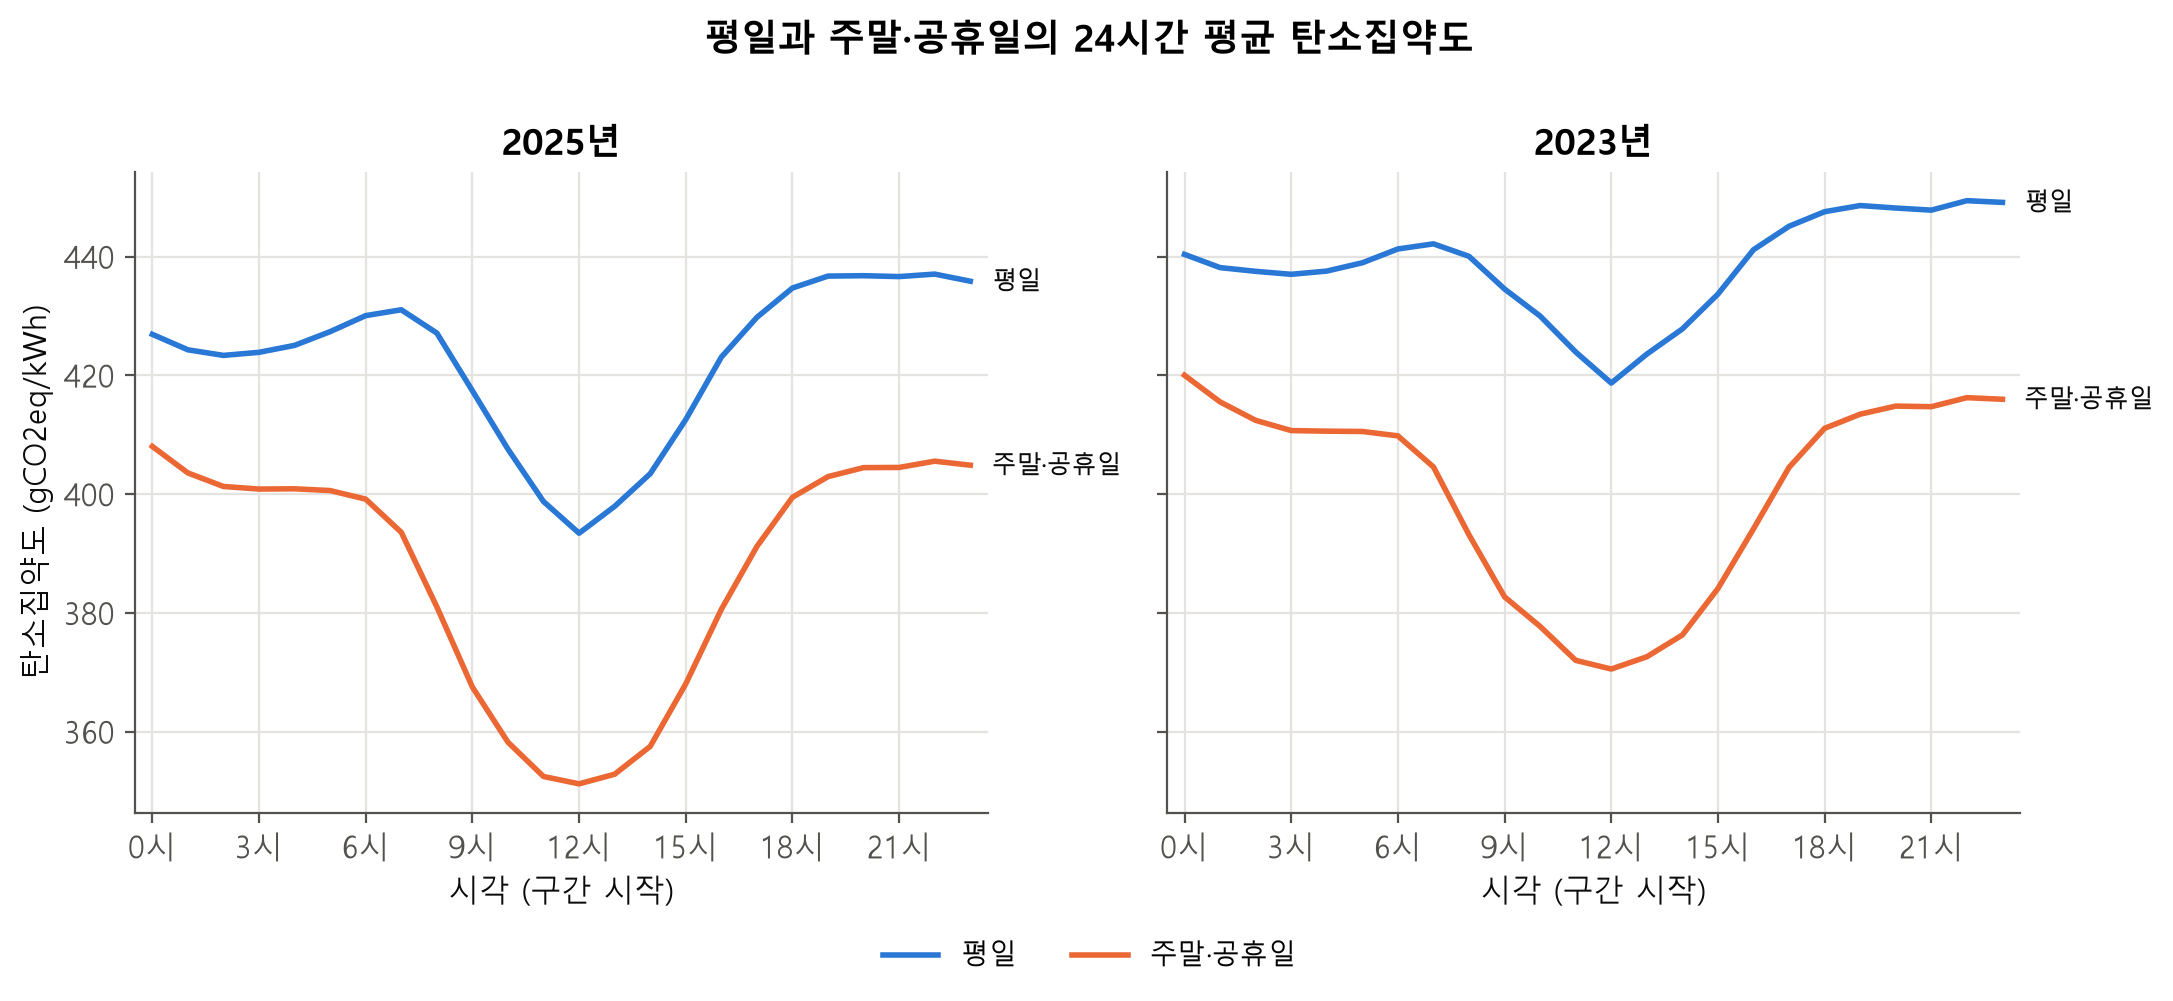 평일과 주말·공휴일의 24시간 평균 탄소집약도
2025년
440
420
400
380
360
탄소집약도 (gCO2eq/kWh)
평일
주말·공휴일
0시 3시 6시 9시 12시 15시 18시 21시
시각 (구간 시작)
2023년
평일
주말·공휴일
0시 3시 6시 9시 12시 15시 18시 21시
시각 (구간 시작)
평일 주말·공휴일